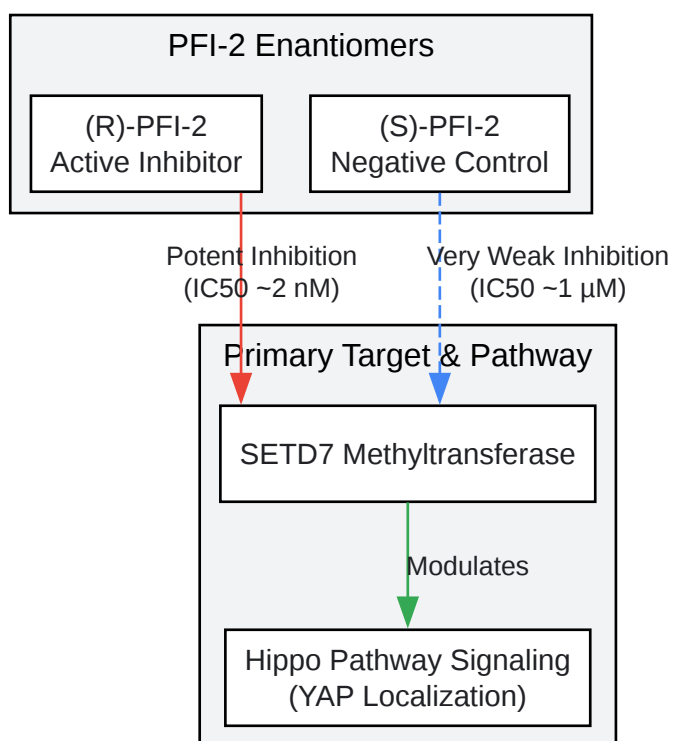 PFI-2 Enantiomers
(R)-PFI-2
Active Inhibitor
(S)-PFI-2
Negative Control
Potent Inhibition
(IC50 ~2 nM)
Very Weak Inhibition
(IC50 ~1 µM)
Primary Target & Pathway
SETD7 Methyltransferase
Modulates
Hippo Pathway Signaling
(YAP Localization)